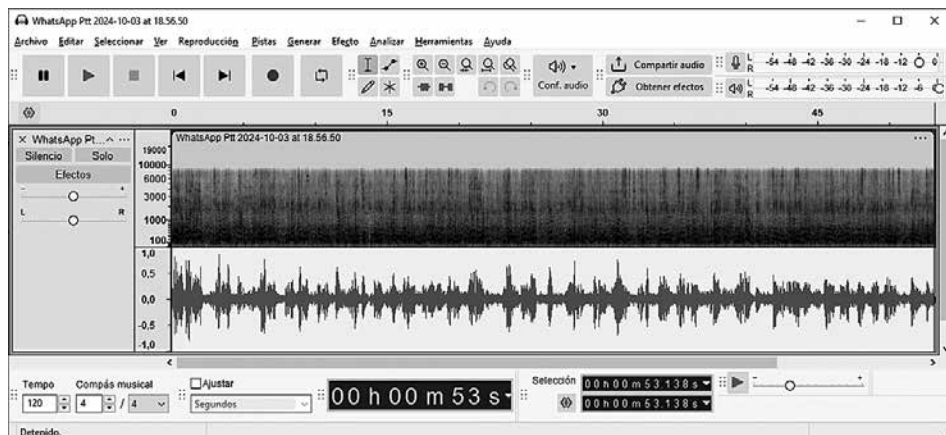 WhatsApp Ptt 2024-10-03 at 18.56.50
Archivo Editar Seleccionar Ver Reproducción Pistas Generar Efecto Analizar Herramientas Ayuda
Conf. audio
Compartir audio
Obtener efectos
L
R
-54 -48 -42 -36 -30 -24 -18 -12 0
L
R
-54 -48 -42 -36 -30 -24 -18 -12 -6
0 15 30 45
WhatsApp Pt...
Silencio Solo
Efectos
- +
L R
WhatsApp Ptt 2024-10-03 at 18.56.50
19000
10000
6000
3000
1000
100
1,0
0,5
0,0
-0,5
-1,0
Tempo
120
Compás musical
4 / 4
Ajustar
Segundos
00 h 00 m 53 s
Selección
00 h 00 m 53.138 s
00 h 00 m 53.138 s
- +
Detenido.